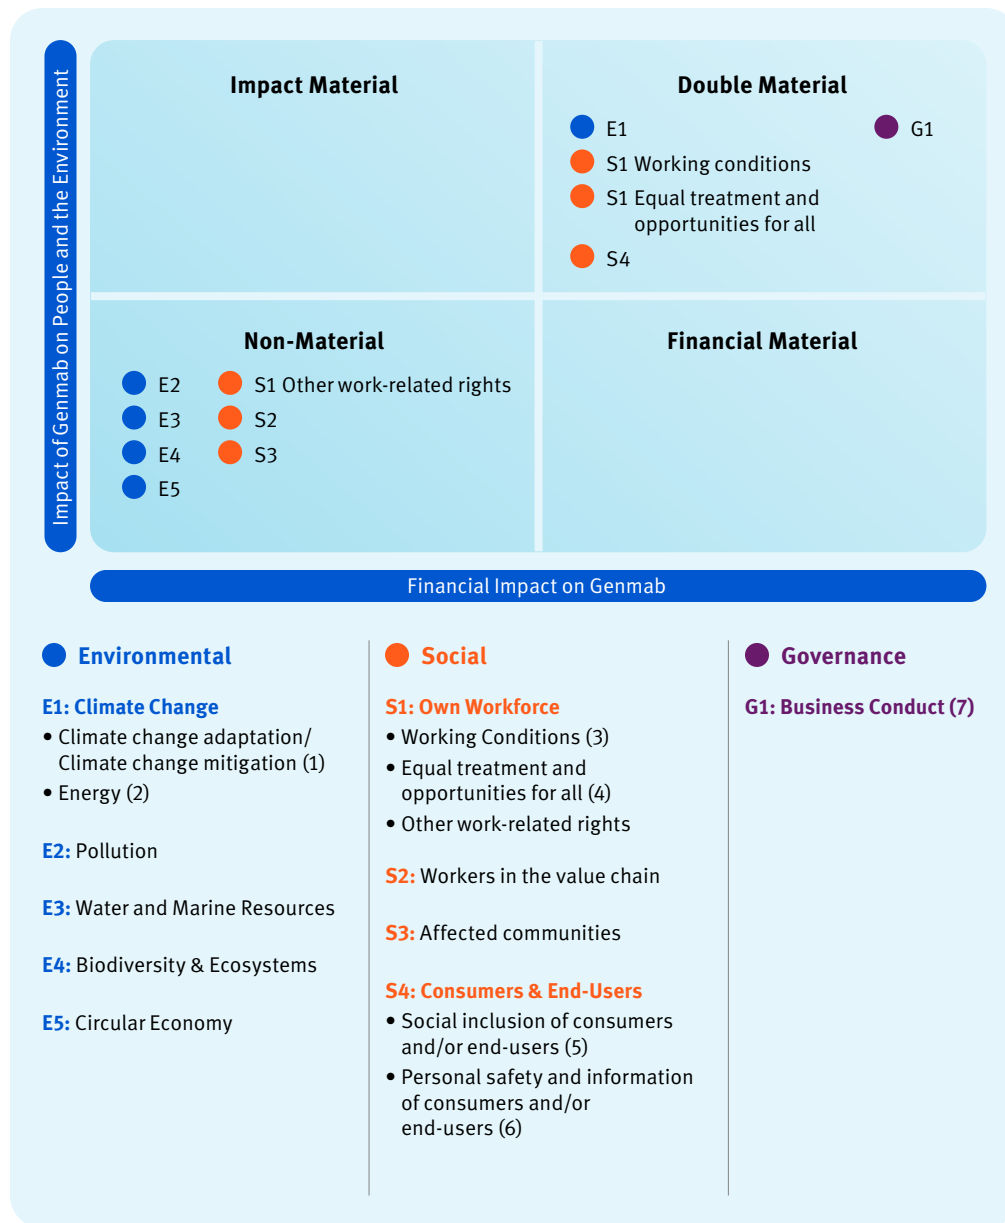 Impact of Genmab on People and the Environment
Impact Material
Double Material
E1
G1
S1 Working conditions
S1 Equal treatment and
opportunities for all
S4
Non-Material
E2
S1 Other work-related rights
E3
S2
E4
S3
E5
Financial Material
Financial Impact on Genmab
Environmental
E1: Climate Change
• Climate change adaptation/
Climate change mitigation (1)
• Energy (2)
E2: Pollution
E3: Water and Marine Resources
E4: Biodiversity & Ecosystems
E5: Circular Economy
Social
S1: Own Workforce
• Working Conditions (3)
• Equal treatment and
opportunities for all (4)
• Other work-related rights
S2: Workers in the value chain
S3: Affected communities
S4: Consumers & End-Users
• Social inclusion of consumers
and/or end-users (5)
• Personal safety and information
of consumers and/or
end-users (6)
Governance
G1: Business Conduct (7)